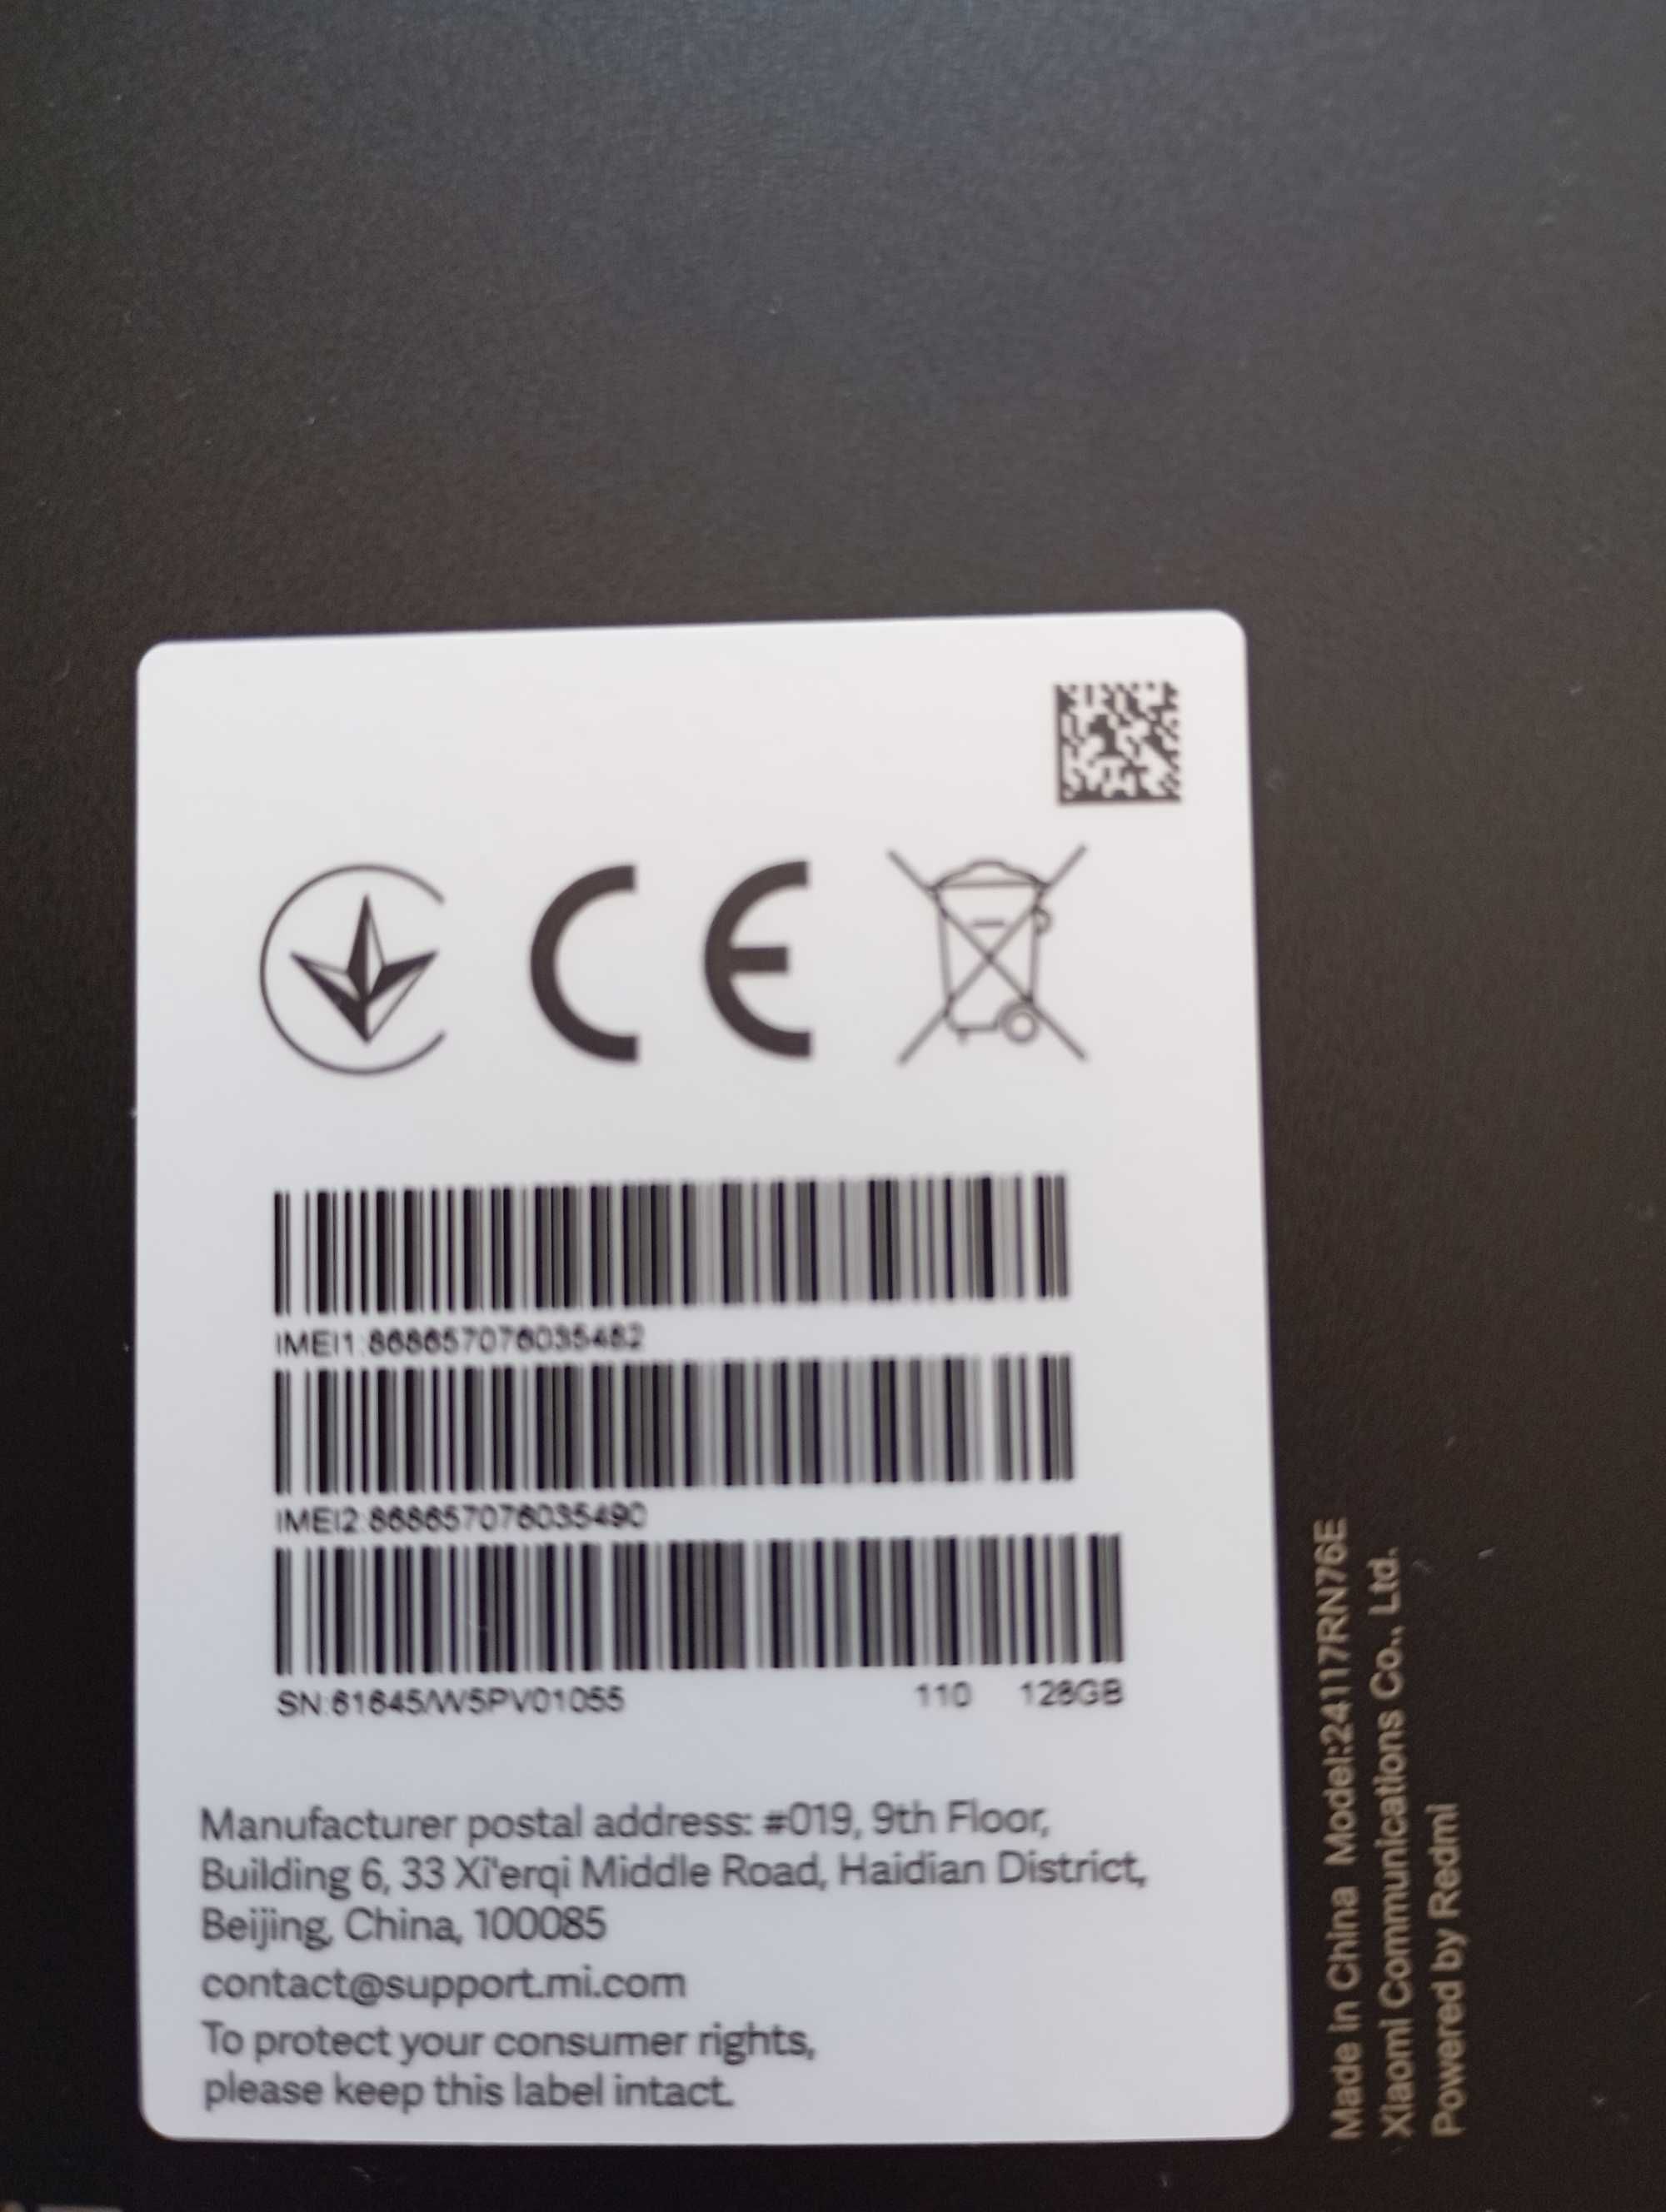 CE
IMEI1:868657076035482
IMEI2:868657076035490
SN:61645/W5PV01055 110 128GB
Manufacturer postal address: #019, 9th Floor,
Building 6, 33 Xi'erqi Middle Road, Haidian District,
Beijing, China, 100085
contact@support.mi.com
To protect your consumer rights,
please keep this label intact.
Made in China Model:24117RN76E
Xiaomi Communications Co., Ltd.
Powered by Redmi